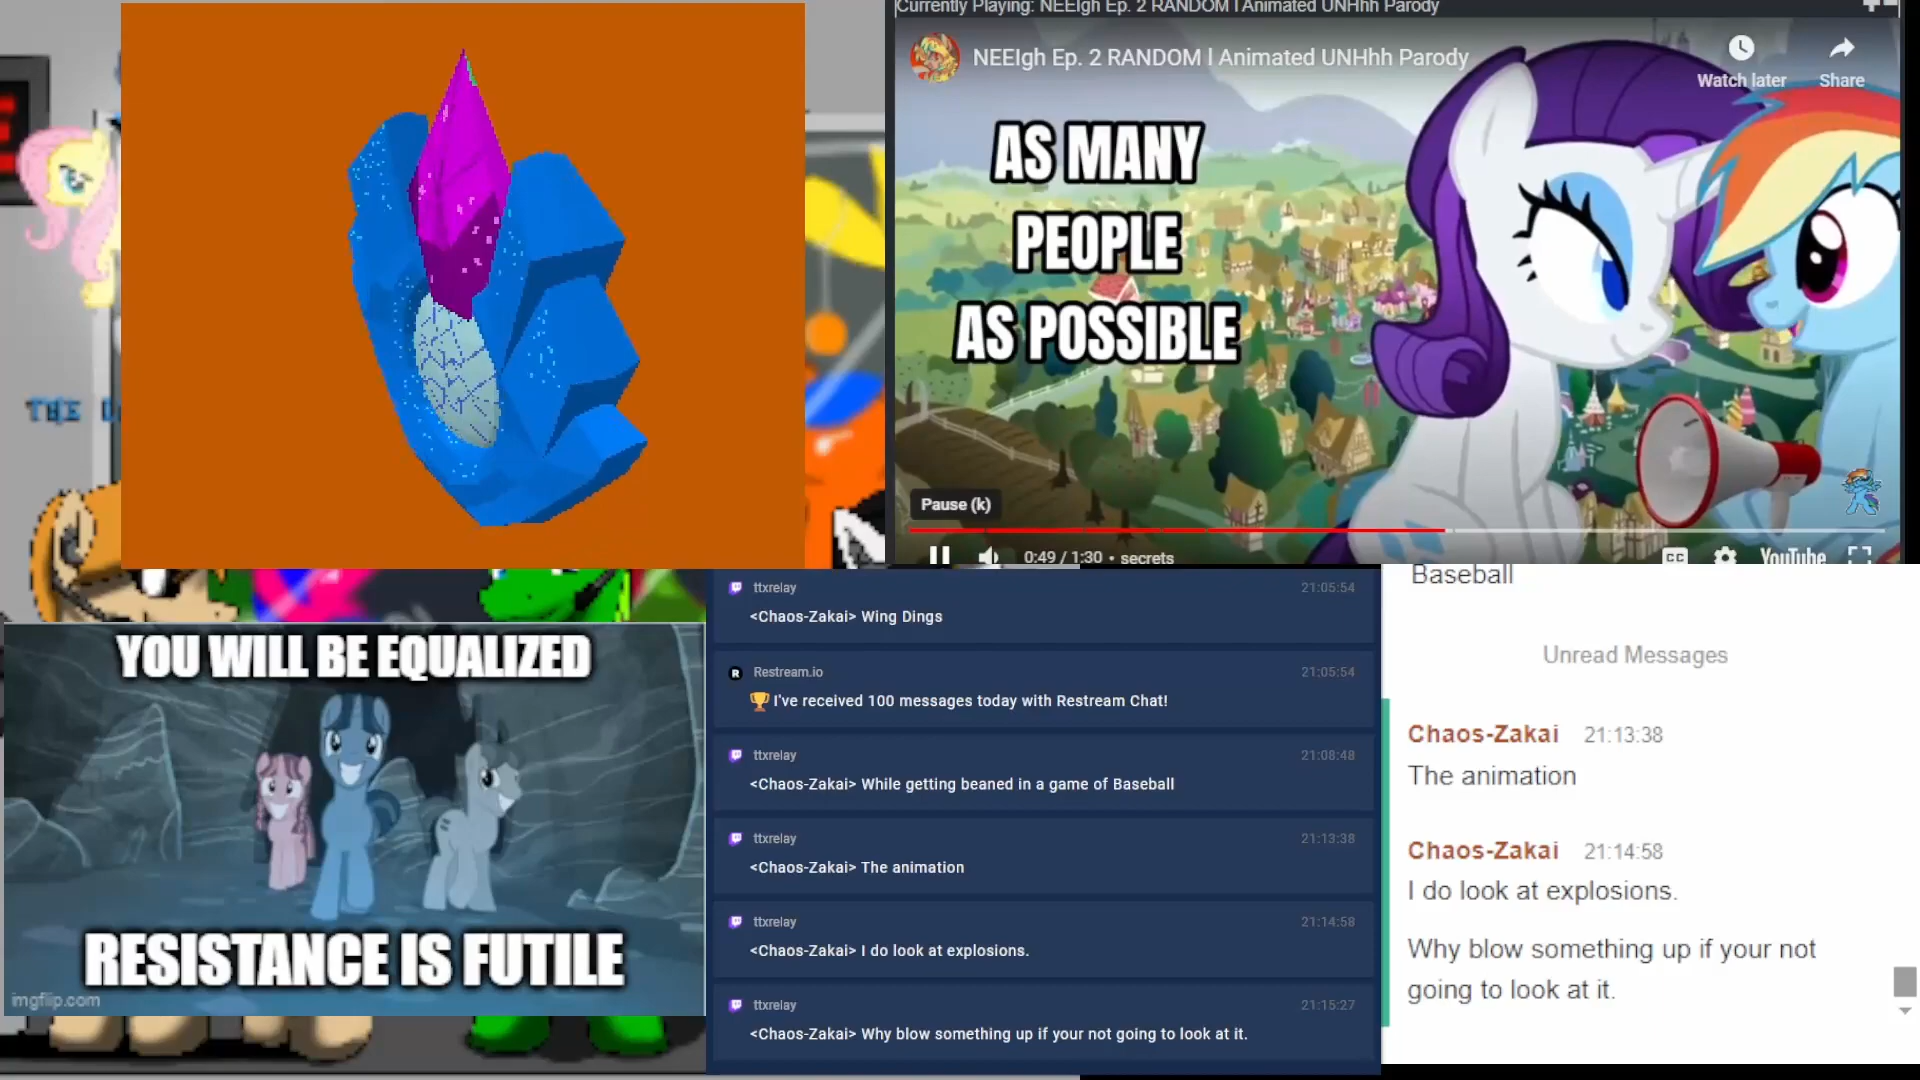 Currently Playing: NEEIgh Ep. 2 RANDOM l Animated UNHhh Parody
NEEIgh Ep. 2 RANDOM l Animated UNHhh Parody
Watch later
Share
AS MANY
PEOPLE
AS POSSIBLE
Pause (k)
0:49 / 1:30 • secrets
CC
YouTube
THE
YOU WILL BE EQUALIZED
RESISTANCE IS FUTILE
imgflip.com
ttxrelay 21:05:54
<Chaos-Zakai> Wing Dings
R Restream.io 21:05:54
🏆 I've received 100 messages today with Restream Chat!
ttxrelay 21:08:48
<Chaos-Zakai> While getting beaned in a game of Baseball
ttxrelay 21:13:38
<Chaos-Zakai> The animation
ttxrelay 21:14:58
<Chaos-Zakai> I do look at explosions.
ttxrelay 21:15:27
<Chaos-Zakai> Why blow something up if your not going to look at it.
Baseball
Unread Messages
Chaos-Zakai 21:13:38
The animation
Chaos-Zakai 21:14:58
I do look at explosions.
Why blow something up if your not
going to look at it.